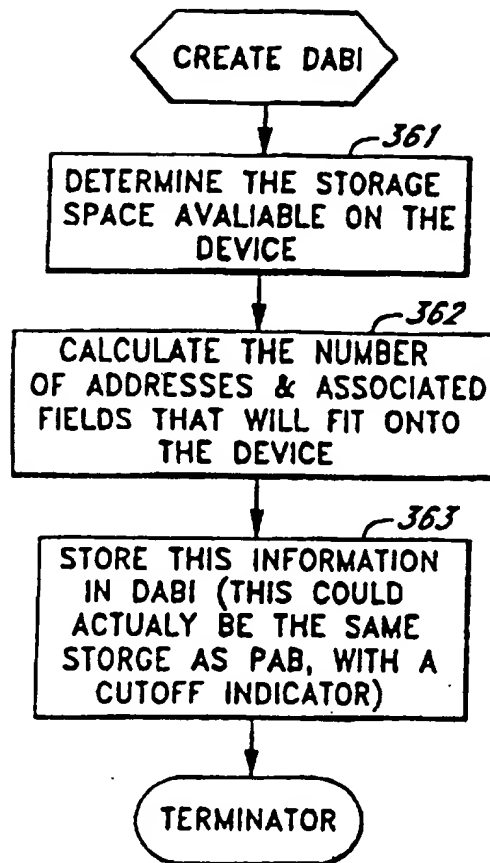 CREATE DABI
361
DETERMINE THE STORAGE
SPACE AVALIABLE ON THE
DEVICE
362
CALCULATE THE NUMBER
OF ADDRESSES & ASSOCIATED
FIELDS THAT WILL FIT ONTO
THE DEVICE
363
STORE THIS INFORMATION
IN DABI (THIS COULD
ACTUALY BE THE SAME
STORGE AS PAB, WITH A
CUTOFF INDICATOR)
TERMINATOR